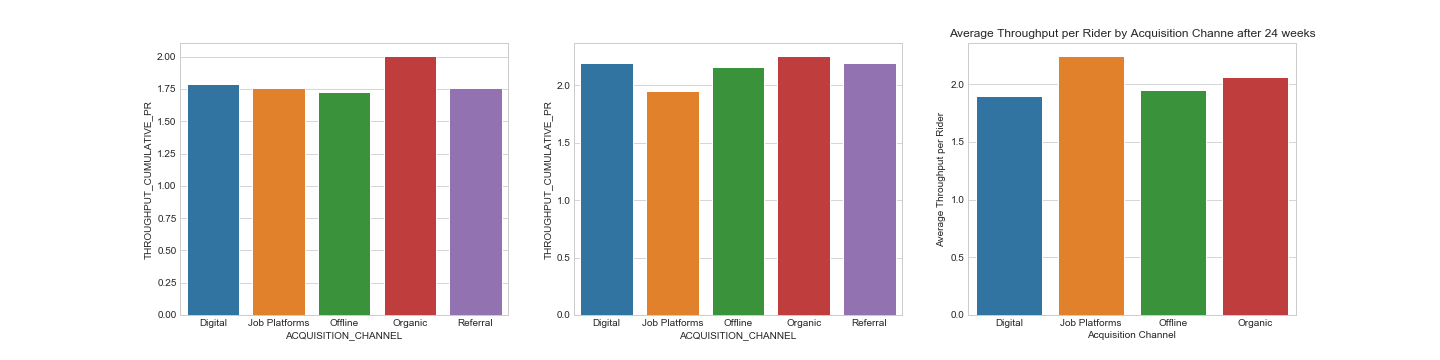 2.00
1.75
1.50
1.25
1.00
0.75
0.50
0.25
0.00
THROUGHPUT_CUMULATIVE_PR
Digital Job Platforms Offline Organic Referral
ACQUISITION_CHANNEL
2.0
1.5
1.0
0.5
0.0
THROUGHPUT_CUMULATIVE_PR
Digital Job Platforms Offline Organic Referral
ACQUISITION_CHANNEL
Average Throughput per Rider by Acquisition Channe after 24 weeks
2.0
1.5
1.0
0.5
0.0
Average Throughput per Rider
Digital Job Platforms Offline Organic
Acquisition Channel